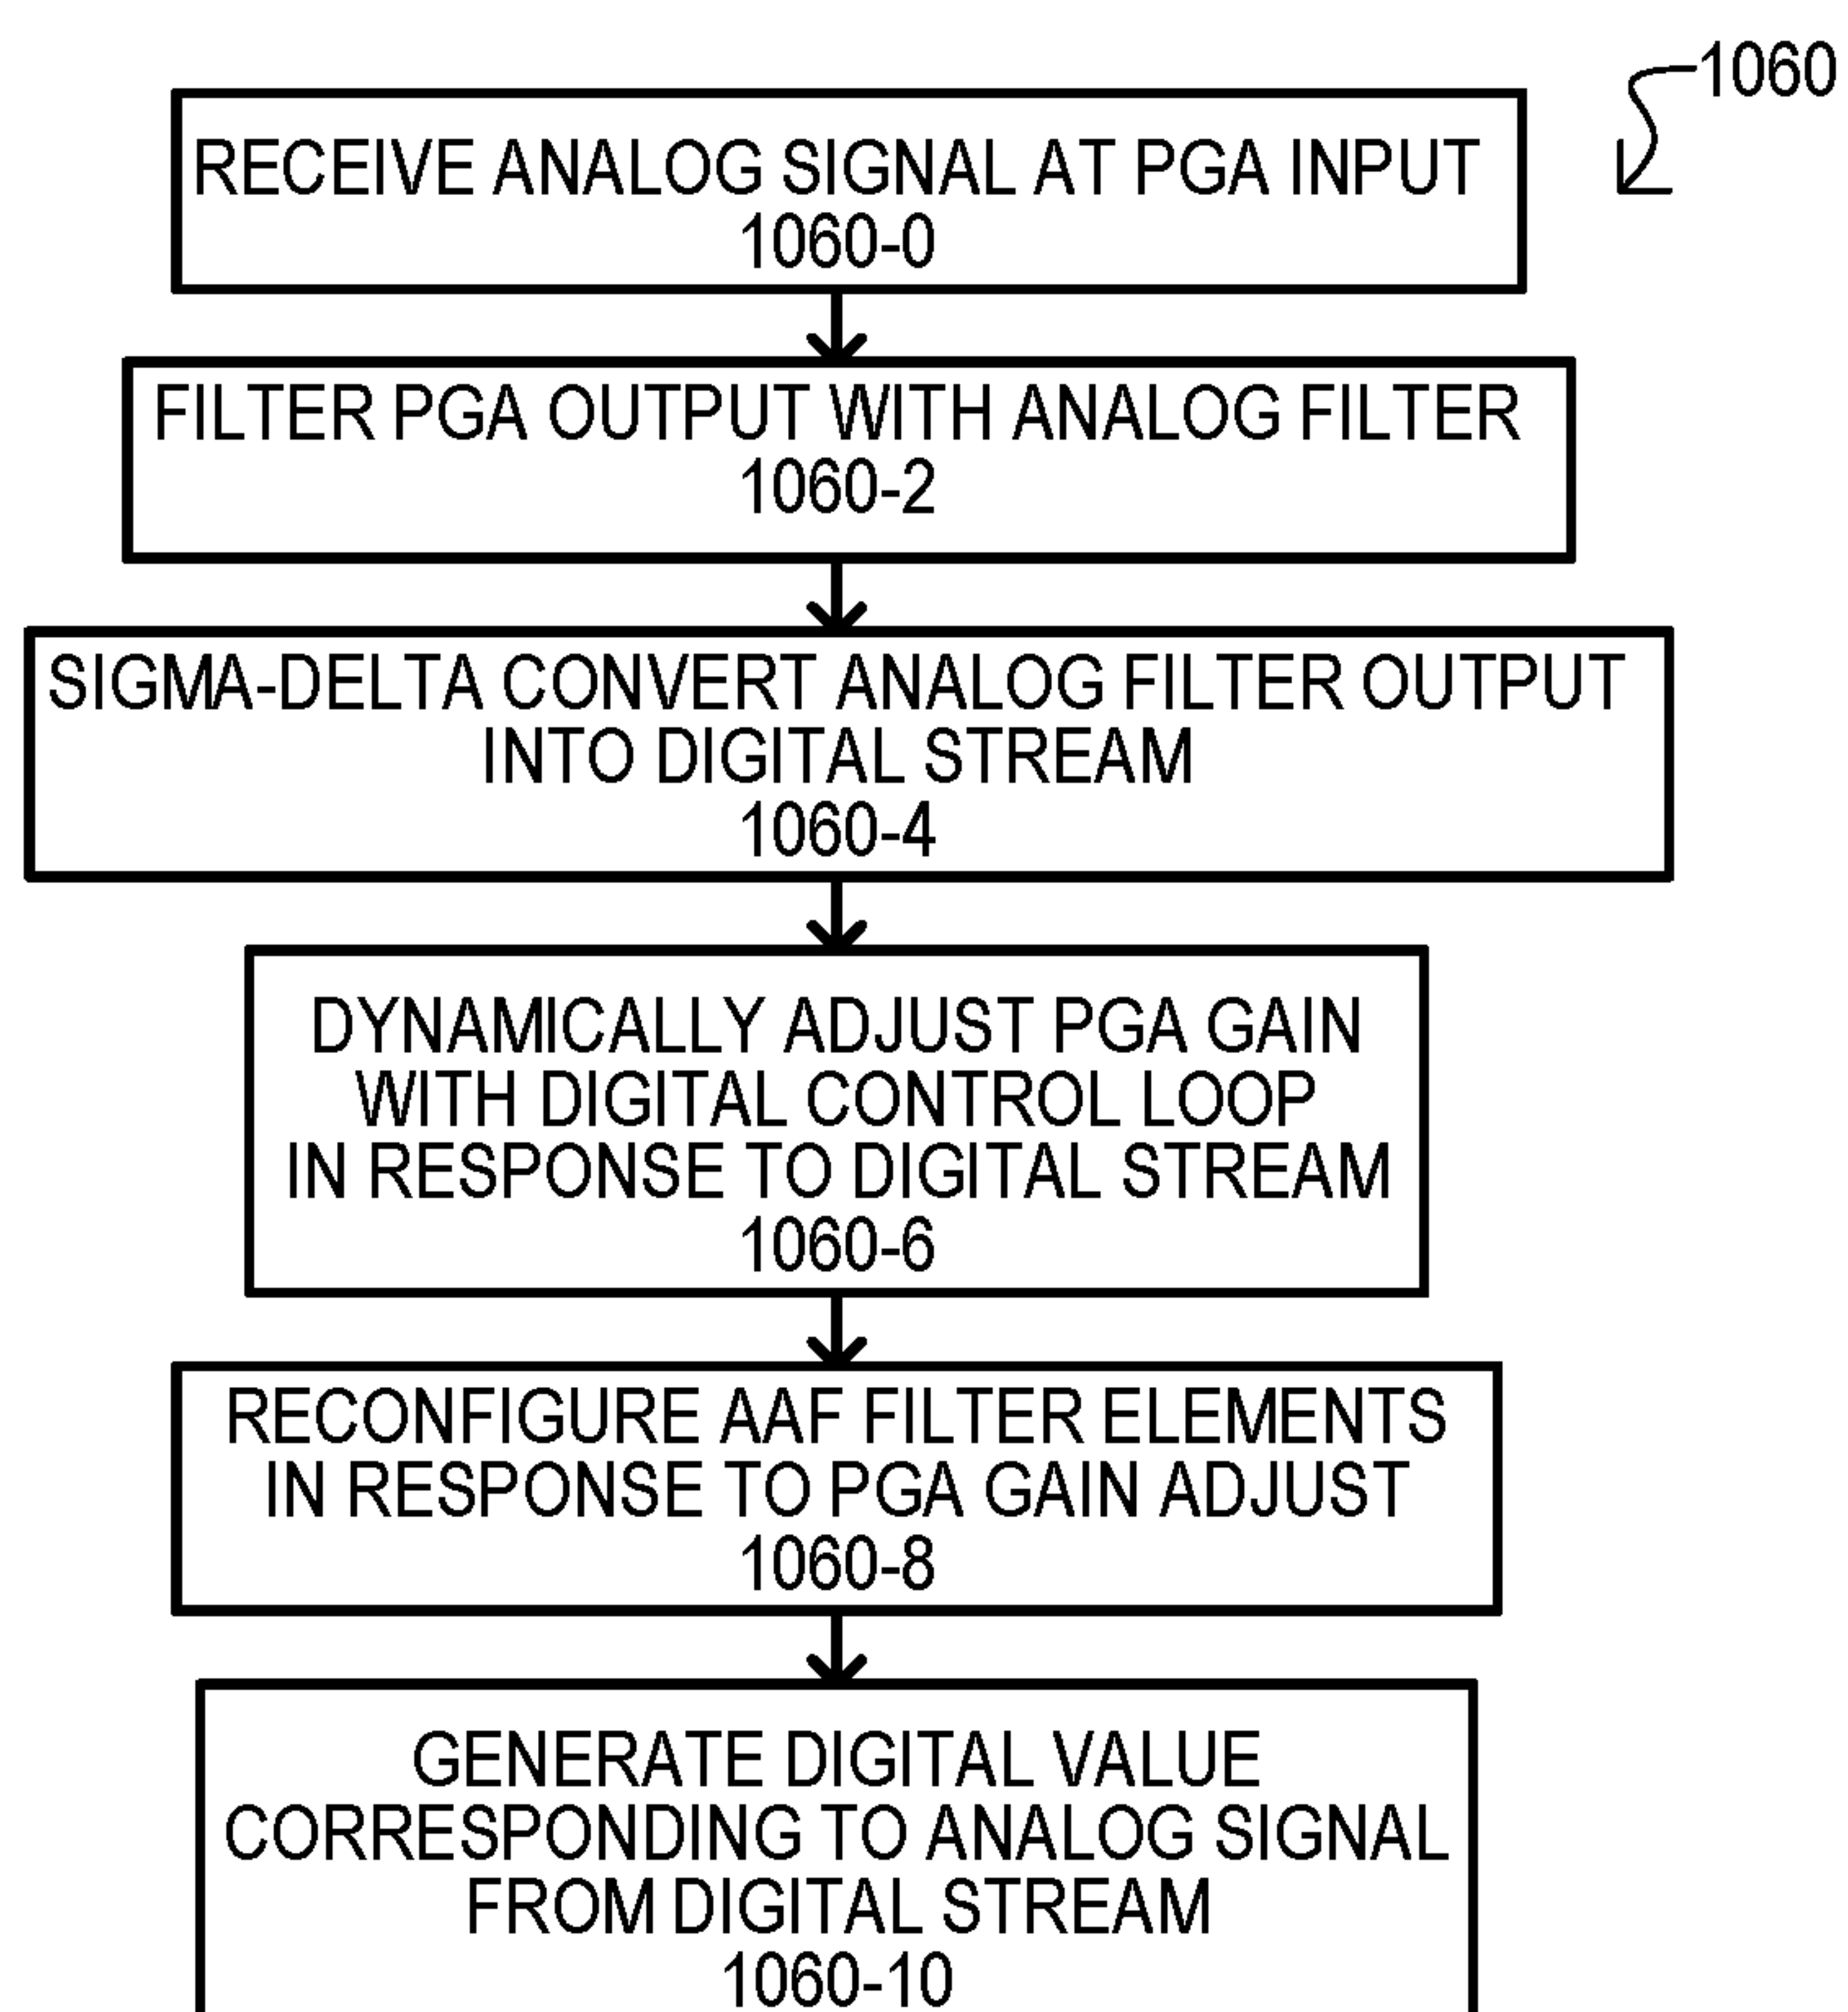 1060
RECEIVE ANALOG SIGNAL AT PGA INPUT
1060-0
FILTER PGA OUTPUT WITH ANALOG FILTER
1060-2
SIGMA-DELTA CONVERT ANALOG FILTER OUTPUT
INTO DIGITAL STREAM
1060-4
DYNAMICALLY ADJUST PGA GAIN
WITH DIGITAL CONTROL LOOP
IN RESPONSE TO DIGITAL STREAM
1060-6
RECONFIGURE AAF FILTER ELEMENTS
IN RESPONSE TO PGA GAIN ADJUST
1060-8
GENERATE DIGITAL VALUE
CORRESPONDING TO ANALOG SIGNAL
FROM DIGITAL STREAM
1060-10